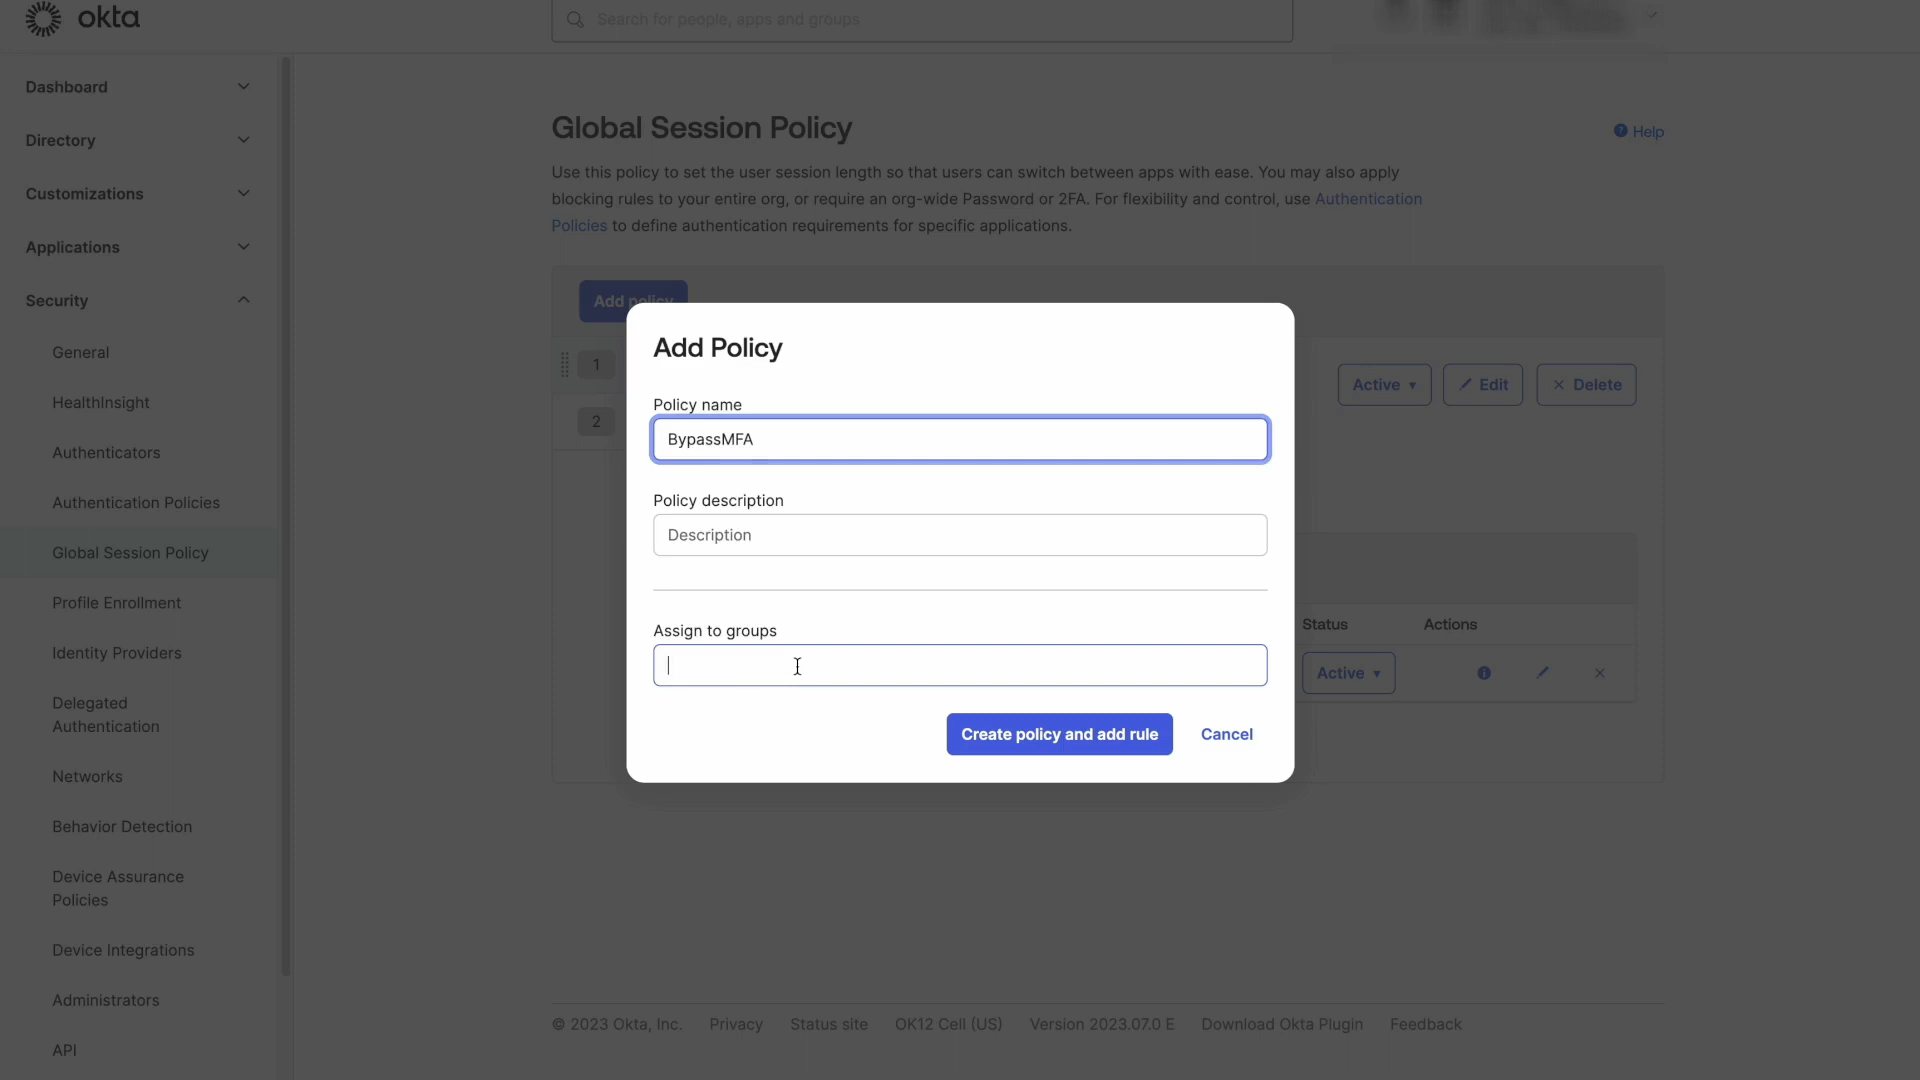 okta
Search for people, apps and groups
Dashboard
Directory
Customizations
Applications
Security
General
HealthInsight
Authenticators
Authentication Policies
Global Session Policy
Profile Enrollment
Identity Providers
Delegated
Authentication
Networks
Behavior Detection
Device Assurance
Policies
Device Integrations
Administrators
API
Global Session Policy
Help
Use this policy to set the user session length so that users can switch between apps with ease. You may also apply
blocking rules to your entire org, or require an org-wide Password or 2FA. For flexibility and control, use Authentication
Policies to define authentication requirements for specific applications.
Add policy
1
2
Active
Edit
Delete
Add Policy
Policy name
BypassMFA
Policy description
Description
Assign to groups
Create policy and add rule
Cancel
Status
Actions
Active
© 2023 Okta, Inc.
Privacy
Status site
OK12 Cell (US)
Version 2023.07.0 E
Download Okta Plugin
Feedback